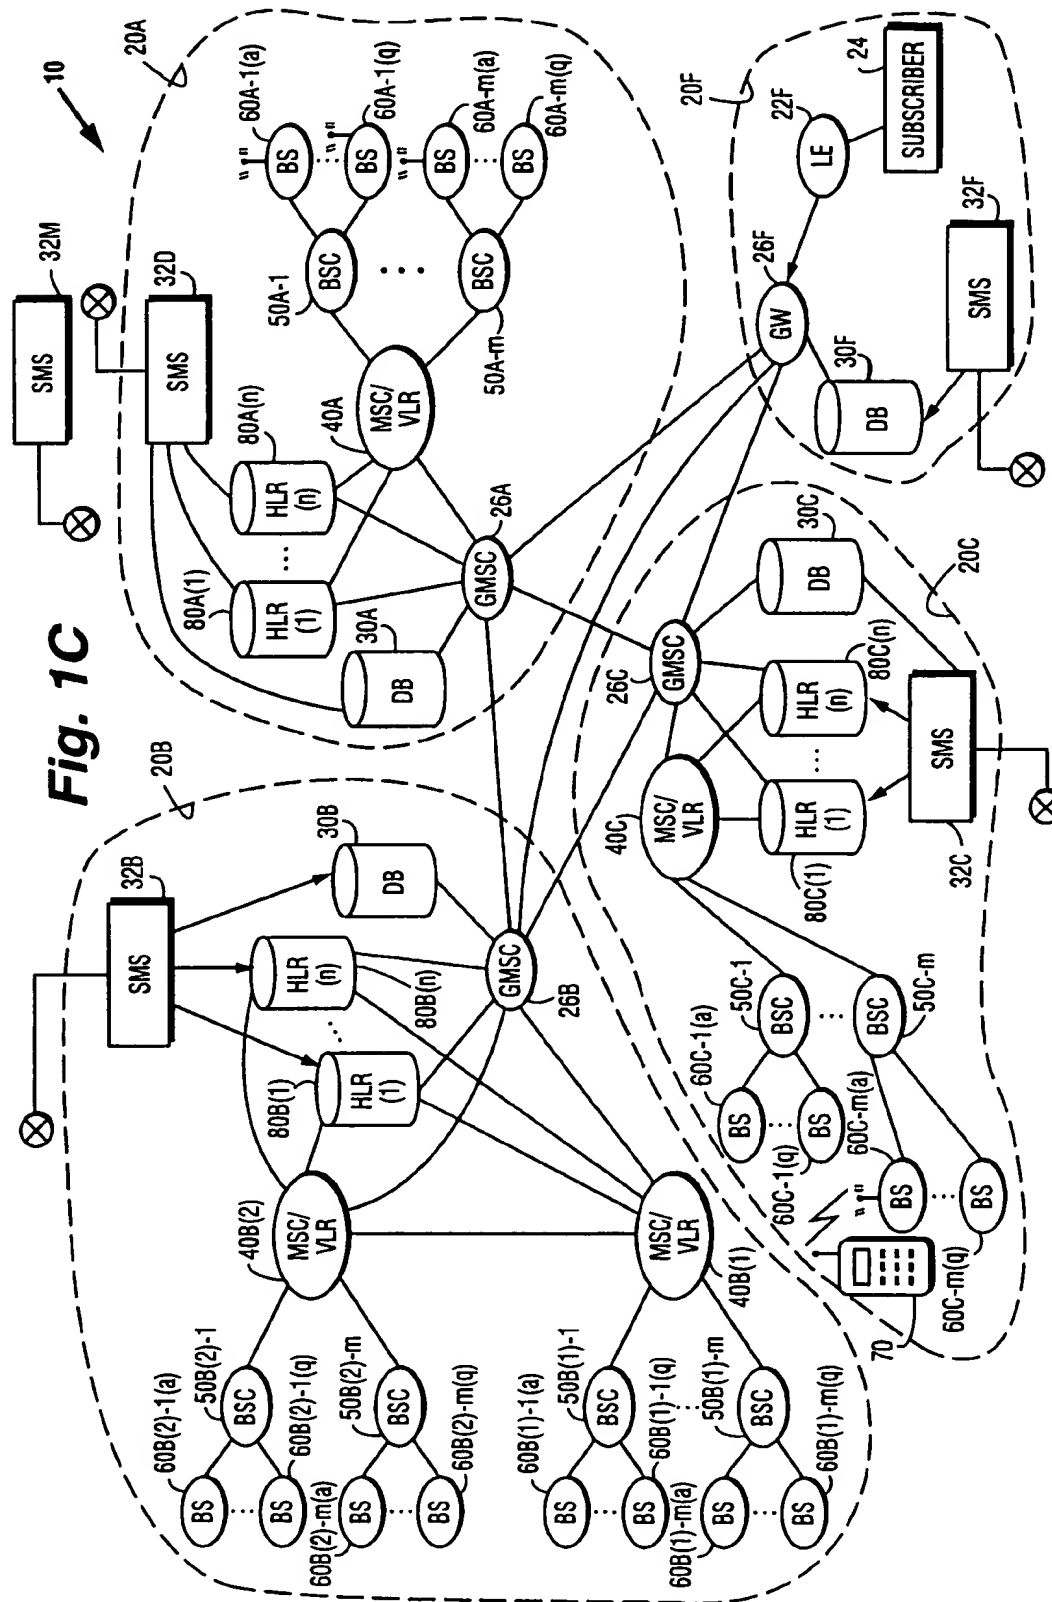 Fig. 1C
10
32M
SMS
20A
32D
SMS
80A(n)
HLR
(n)
...
80A(1)
HLR
(1)
30A
DB
40A
MSC/
VLR
26A
GMSC
50A-1
BSC
...
BSC
50A-m
60A-1(a)
BS
...
60A-1(q)
BS
60A-m(a)
BS
...
60A-m(q)
BS
20B
32B
SMS
30B
DB
HLR
(n)
80B(n)
...
80B(1)
HLR
(1)
GMSC
26B
40B(2)
MSC/
VLR
MSC/
VLR
40B(1)
60B(2)-1(a)
BS
...
BS
60B(2)-1(q)
50B(2)-1
BSC
50B(2)-m
BSC
60B(2)-m(a)
BS
...
BS
60B(2)-m(q)
60B(1)-1(a)
BS
...
BS
60B(1)-1(q)
50B(1)-1
BSC
...
50B(1)-m
BSC
60B(1)-m(a)
BS
...
BS
60B(1)-m(q)
26C
GMSC
30C
DB
20C
40C
MSC/
VLR
HLR
(n)
80C(n)
...
HLR
(1)
80C(1)
SMS
32C
50C-1
BSC
...
BSC
50C-m
60C-1(a)
BS
...
BS
60C-1(q)
60C-m(a)
BS
...
BS
60C-m(q)
70
20F
22F
LE
24
SUBSCRIBER
26F
GW
30F
DB
32F
SMS